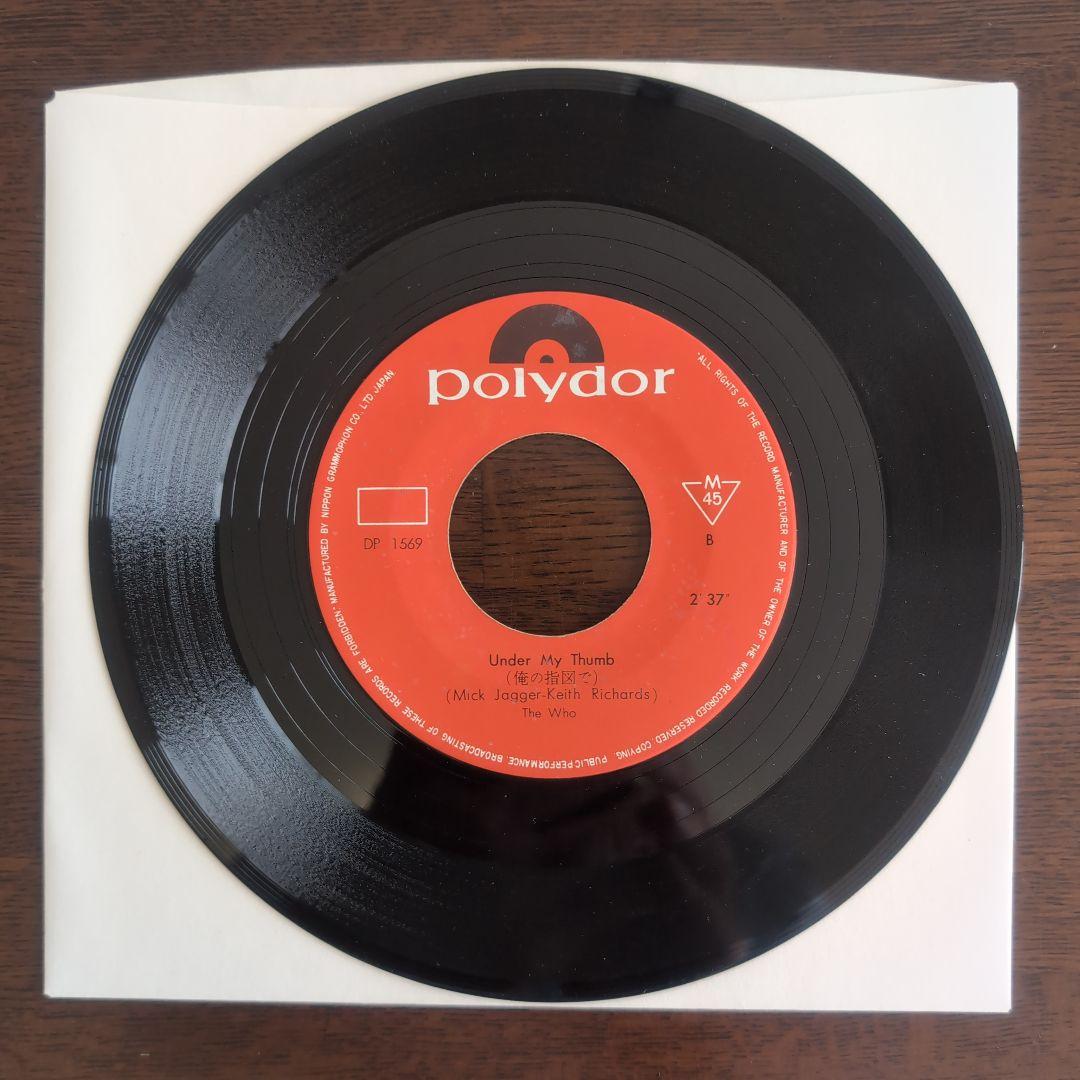 polydor
DP 1569
M
45
B
2' 37"
Under My Thumb
(俺の指図で)
(Mick Jagger-Keith Richards)
The Who
ALL RIGHTS OF THE RECORD MANUFACTURER AND OF THE OWNER OF THE WORK RECORDED RESERVED. COPYING. PUBLIC PERFORMANCE. BROADCASTING OF THESE RECORDS ARE FORBIDDEN. MANUFACTURED BY NIPPON GRAMMOPHON CO., LTD. JAPAN